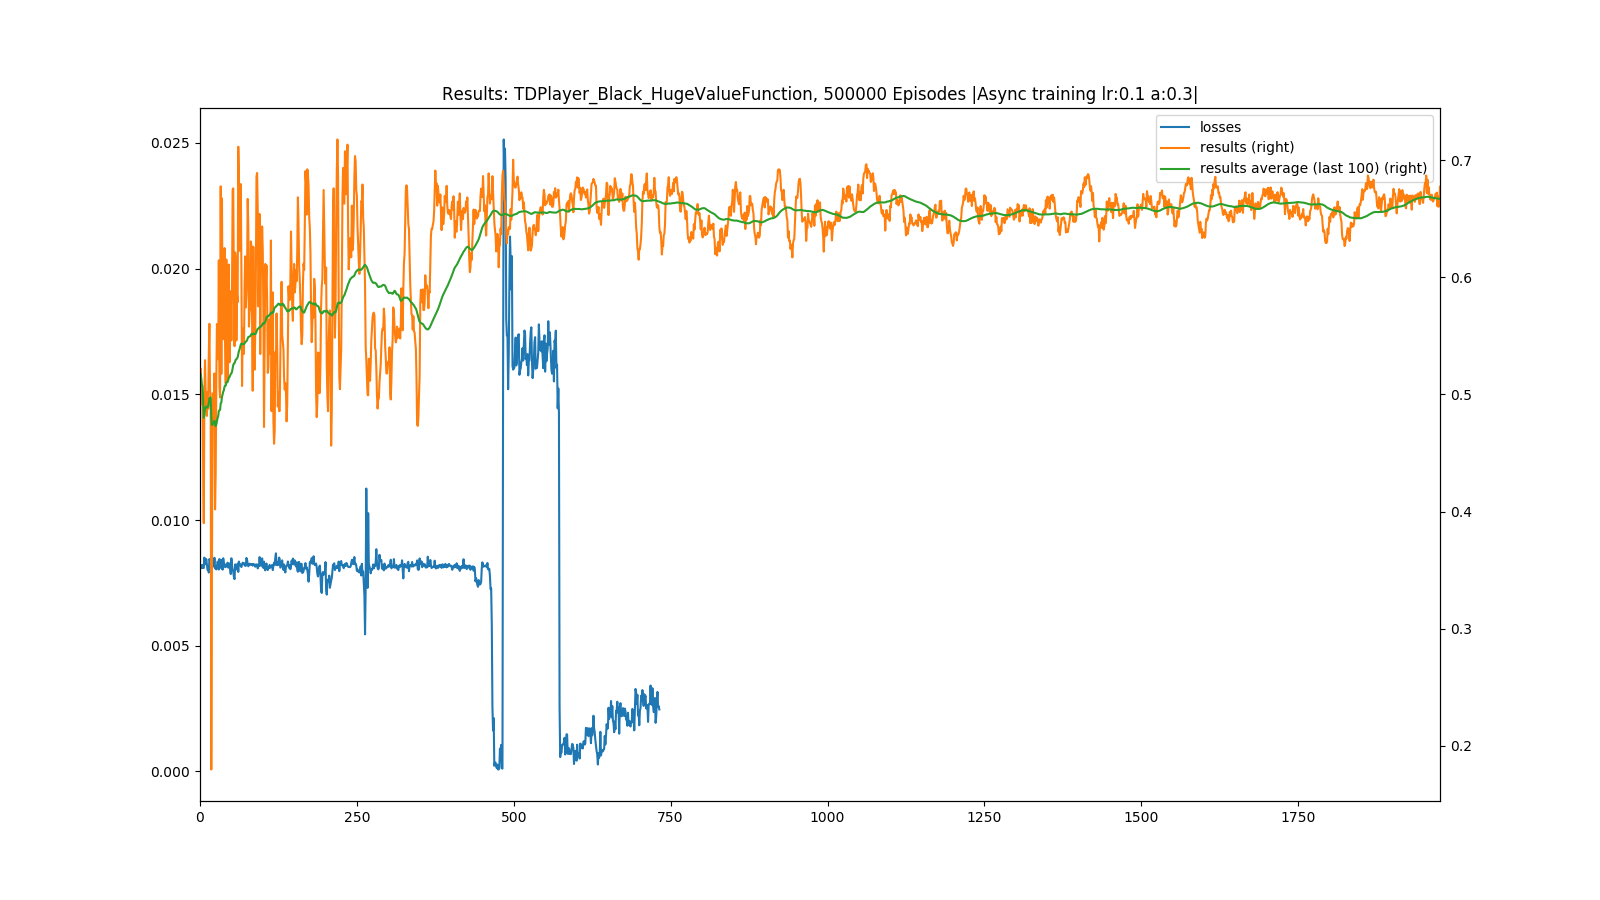 Results: TDPlayer_Black_HugeValueFunction, 500000 Episodes |Async training lr:0.1 a:0.3|
losses
results (right)
results average (last 100) (right)
0.025
0.020
0.015
0.010
0.005
0.000
0.7
0.6
0.5
0.4
0.3
0.2
0 250 500 750 1000 1250 1500 1750